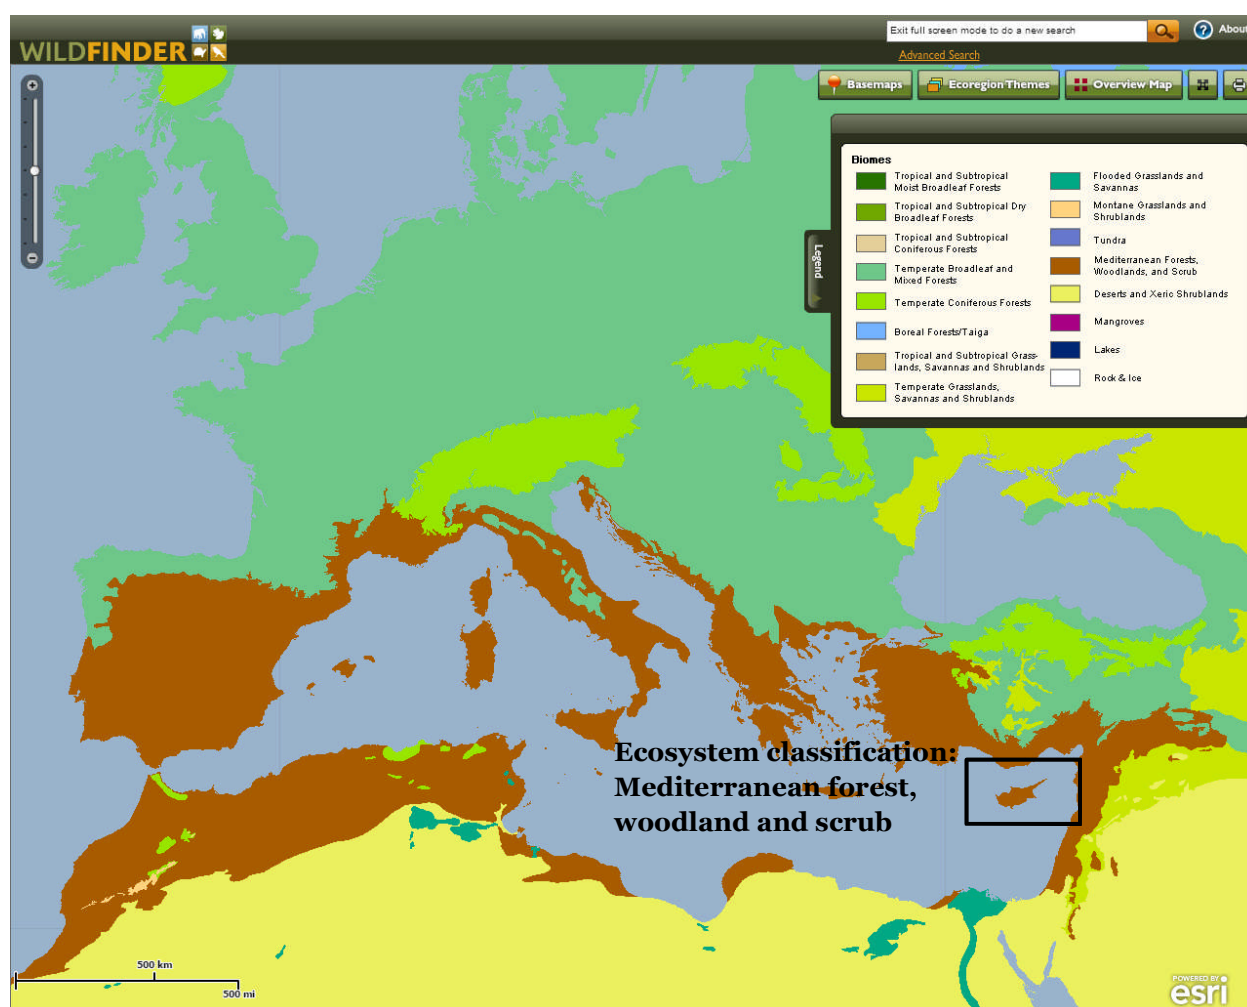 WILDFINDER
Exit full screen mode to do a new search
About
Advanced Search
Basemaps
Ecoregion Themes
Overview Map
Legend
Biomes
Tropical and Subtropical
Moist Broadleaf Forests
Tropical and Subtropical Dry
Broadleaf Forests
Tropical and Subtropical
Coniferous Forests
Temperate Broadleaf and
Mixed Forests
Temperate Coniferous Forests
Boreal Forests/Taiga
Tropical and Subtropical Grass-
lands, Savannas and Shrublands
Temperate Grasslands,
Savannas and Shrublands
Flooded Grasslands and
Savannas
Montane Grasslands and
Shrublands
Tundra
Mediterranean Forests,
Woodlands, and Scrub
Deserts and Xeric Shrublands
Mangroves
Lakes
Rock & Ice
Ecosystem classification:
Mediterranean forest,
woodland and scrub
500 km
500 mi
POWERED BY
esri